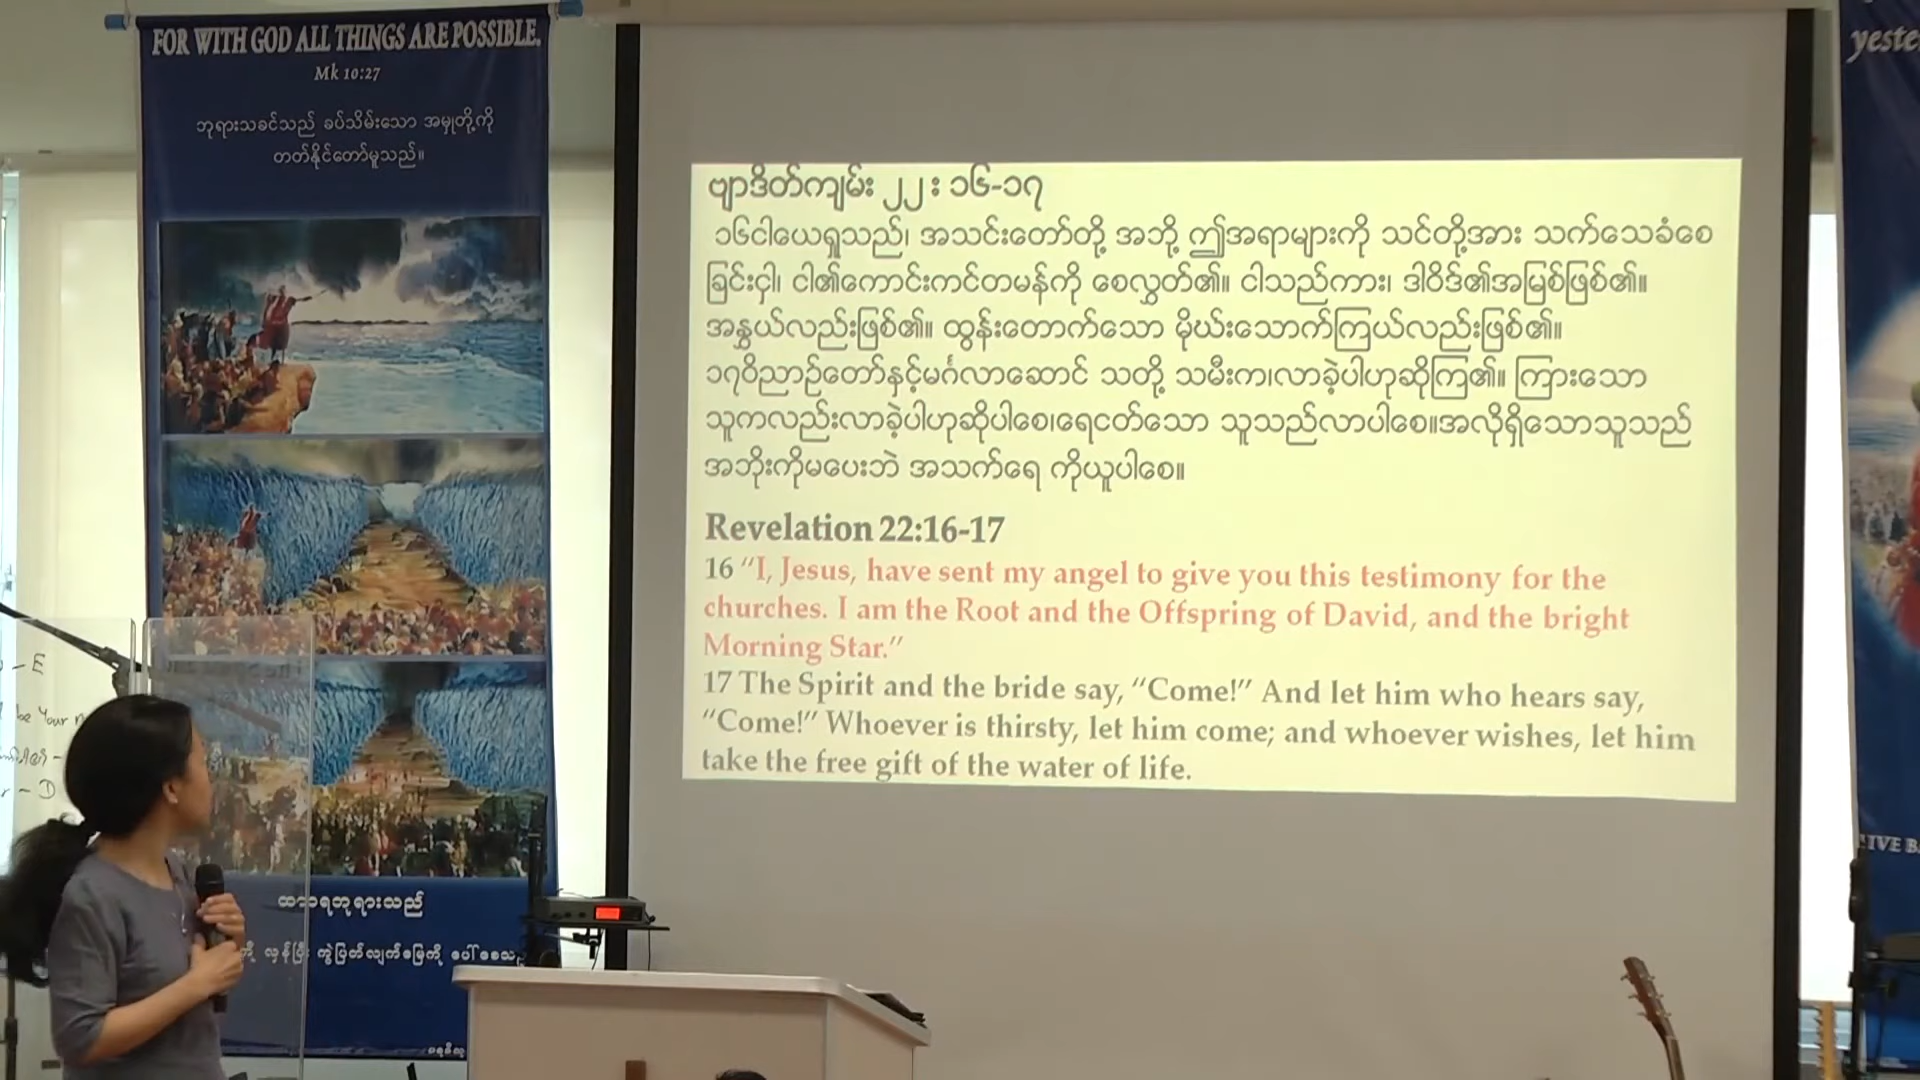 FOR WITH GOD ALL THINGS ARE POSSIBLE.
Mk 10:27
ဘုရားသခင်သည် ခပ်သိမ်းသော အမှုတို့ကို
တတ်နိုင်တော်မူသည်။
ဗျာဒိတ်ကျမ်း ၂၂း ၁၆-၁၇
၁၆ငါယေရှုသည်၊ အသင်းတော်တို့ အဘို့ ဤအရာများကို သင်တို့အား သက်သေခံစေ
ခြင်းငှါ၊ ငါ၏ကောင်းကင်တမန်ကို စေလွှတ်၏။ ငါသည်ကား၊ ဒါဝိဒ်၏အမြစ်ဖြစ်၏။
အနွှယ်လည်းဖြစ်၏။ ထွန်းတောက်သော မိုဃ်းသောက်ကြယ်လည်းဖြစ်၏။
၁၇ဝိညာဉ်တော်နှင့်မင်္ဂလာဆောင် သတို့ သမီးက၊လာခဲ့ပါဟုဆိုကြ၏။ ကြားသော
သူကလည်းလာခဲ့ပါဟုဆိုပါစေ၊ရေငတ်သော သူသည်လာပါစေ။အလိုရှိသောသူသည်
အဘိုးကိုမပေးဘဲ အသက်ရေ ကိုယူပါစေ။
Revelation 22:16-17
16 “I, Jesus, have sent my angel to give you this testimony for the
churches. I am the Root and the Offspring of David, and the bright
Morning Star.”
17 The Spirit and the bride say, “Come!” And let him who hears say,
“Come!” Whoever is thirsty, let him come; and whoever wishes, let him
take the free gift of the water of life.
ထာဝရဘုရားသည်
ကွဲပြတ်လျက်မြေကို
yeste
be Your
- E
- D